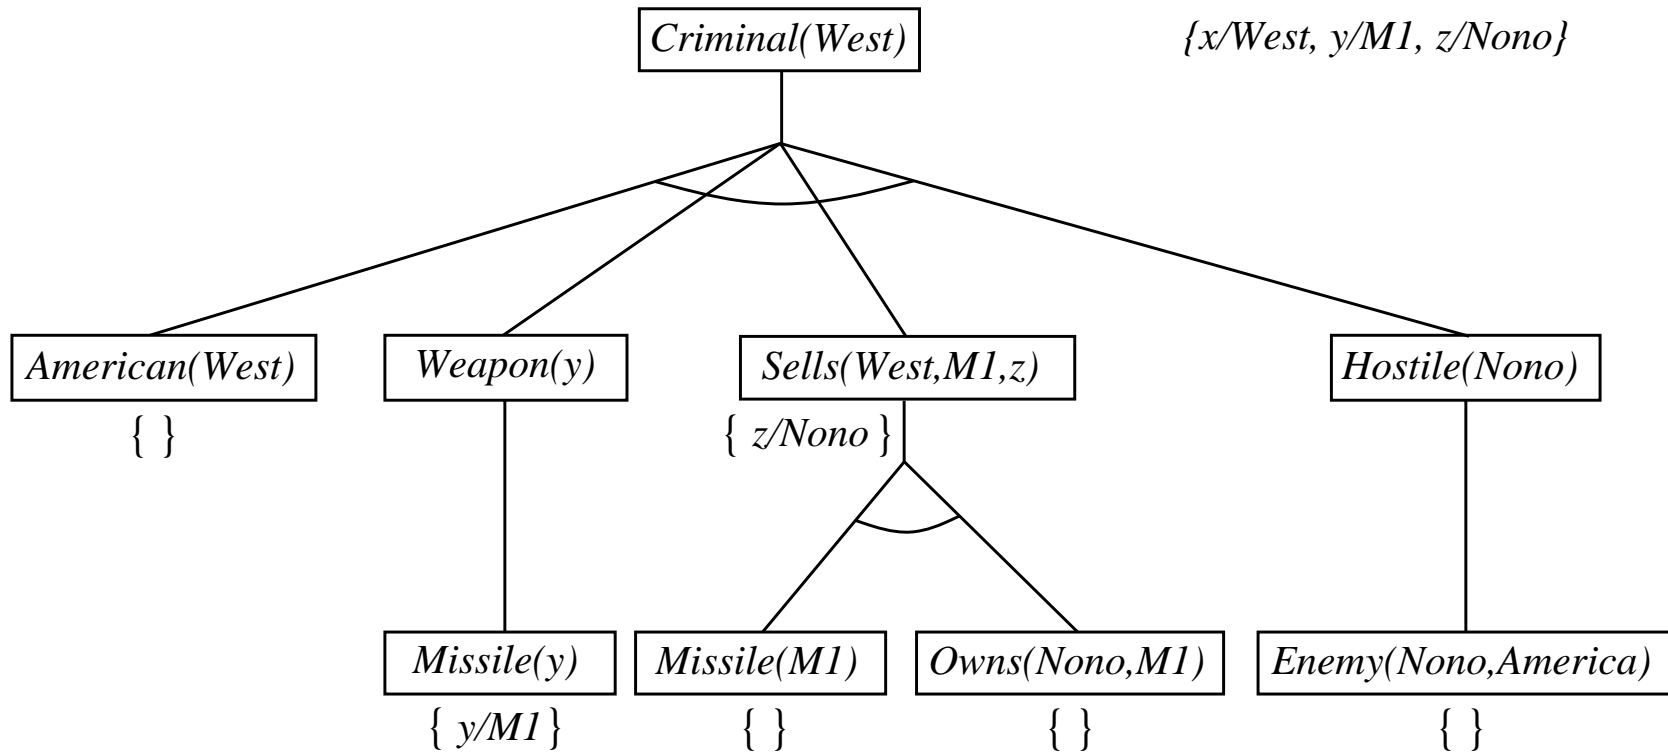 Criminal(West)
{x/West, y/M1, z/Nono}
American(West)
Weapon(y)
Sells(West,M1,z)
Hostile(Nono)
{ }
{ z/Nono }
Missile(y)
Missile(M1)
Owns(Nono,M1)
Enemy(Nono,America)
{ y/M1 }
{ }
{ }
{ }